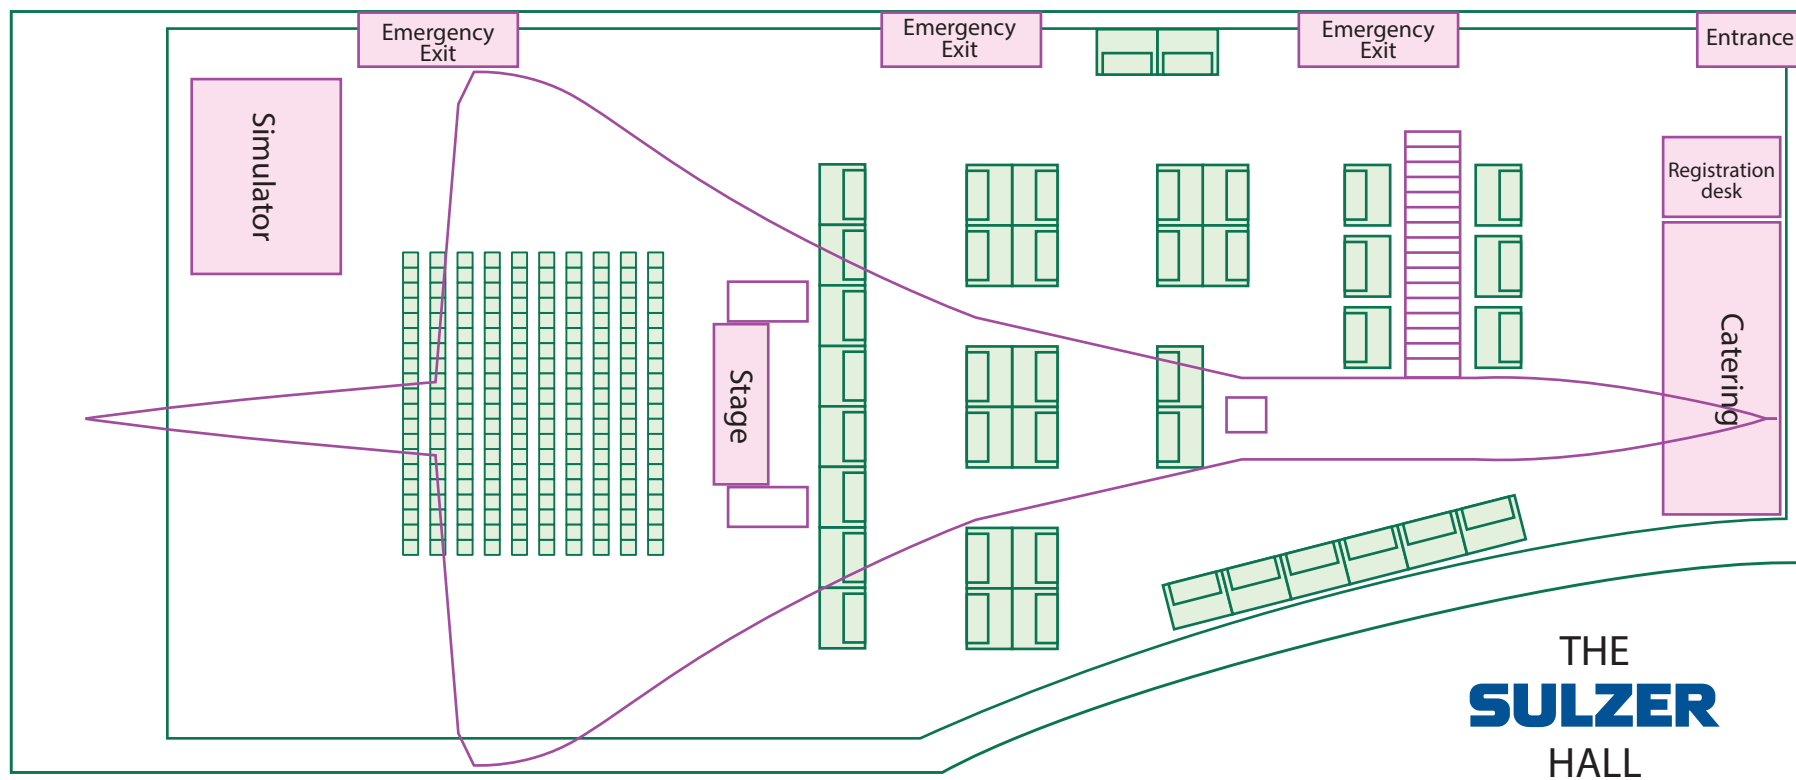 Emergency
Exit
Emergency
Exit
Emergency
Exit
Entrance
Simulator
Registration
desk
Stage
Catering
THE
SULZER
HALL